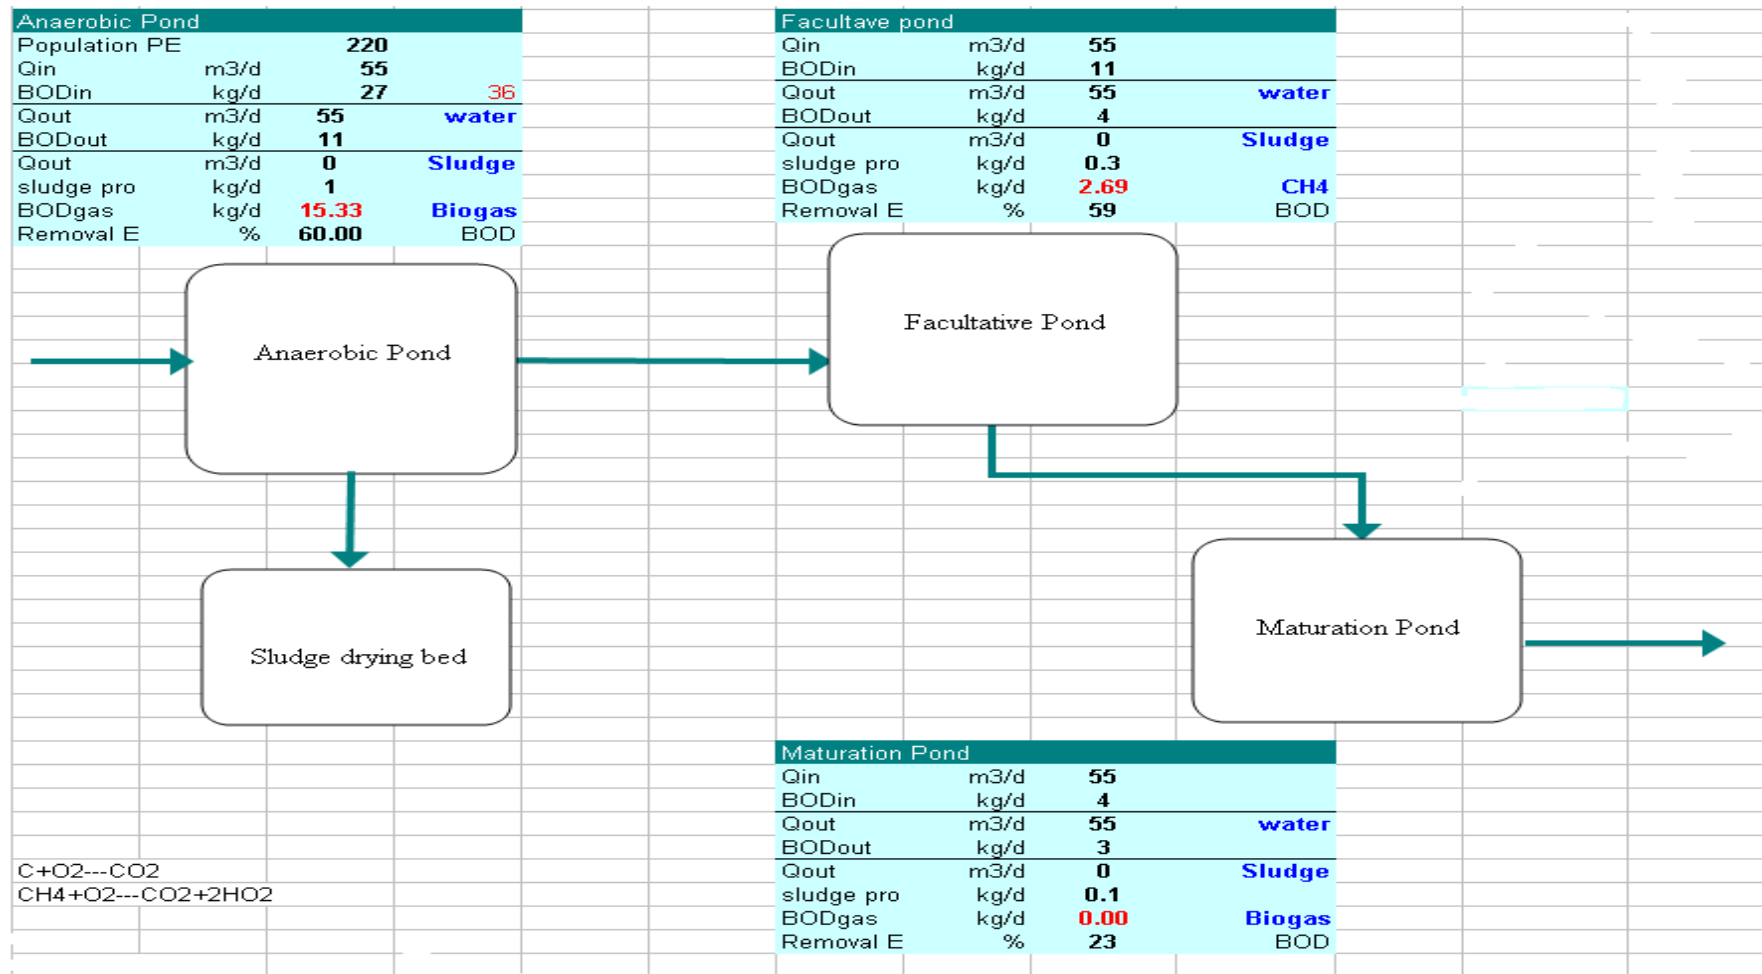 Anaerobic Pond
Population PE 220
Qin m3/d 55
BODin kg/d 27 36
Qout m3/d 55 water
BODout kg/d 11
Qout m3/d 0 Sludge
sludge pro kg/d 1
BODgas kg/d 15.33 Biogas
Removal E % 60.00 BOD
Facultave pond
Qin m3/d 55
BODin kg/d 11
Qout m3/d 55 water
BODout kg/d 4
Qout m3/d 0 Sludge
sludge pro kg/d 0.3
BODgas kg/d 2.69 CH4
Removal E % 59 BOD
Anaerobic Pond
Facultative Pond
Sludge drying bed
Maturation Pond
Maturation Pond
Qin m3/d 55
BODin kg/d 4
Qout m3/d 55 water
BODout kg/d 3
Qout m3/d 0 Sludge
sludge pro kg/d 0.1
BODgas kg/d 0.00 Biogas
Removal E % 23 BOD
C+O2---CO2
CH4+O2---CO2+2HO2